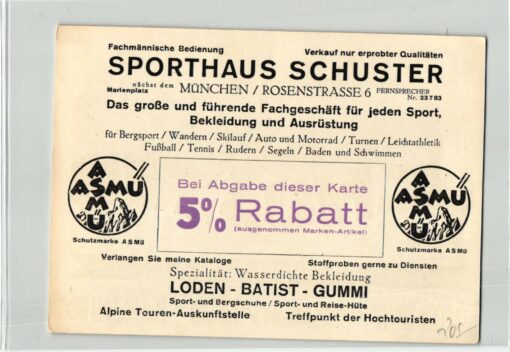 Fachmännische Bedienung Verkauf nur erprobter Qualitäten
SPORTHAUS SCHUSTER
nächst dem Marienplatz MÜNCHEN / ROSENSTRASSE 6 FERNSPRECHER Nr. 23783
Das große und führende Fachgeschäft für jeden Sport,
Bekleidung und Ausrüstung
für Bergsport / Wandern / Skilauf / Auto und Motorrad / Turnen / Leichtathletik
Fußball / Tennis / Rudern / Segeln / Baden und Schwimmen
ASMÜ
ASMÜ
Schutzmarke ASMü
Bei Abgabe dieser Karte
5% Rabatt
(ausgenommen Marken-Artikel)
ASMÜ
ASMÜ
Schutzmarke ASMü
Verlangen Sie meine Kataloge Stoffproben gerne zu Diensten
Spezialität: Wasserdichte Bekleidung
LODEN - BATIST - GUMMI
Sport- und Bergschuhe / Sport- und Reise-Hüte
Alpine Touren-Auskunftstelle Treffpunkt der Hochtouristen